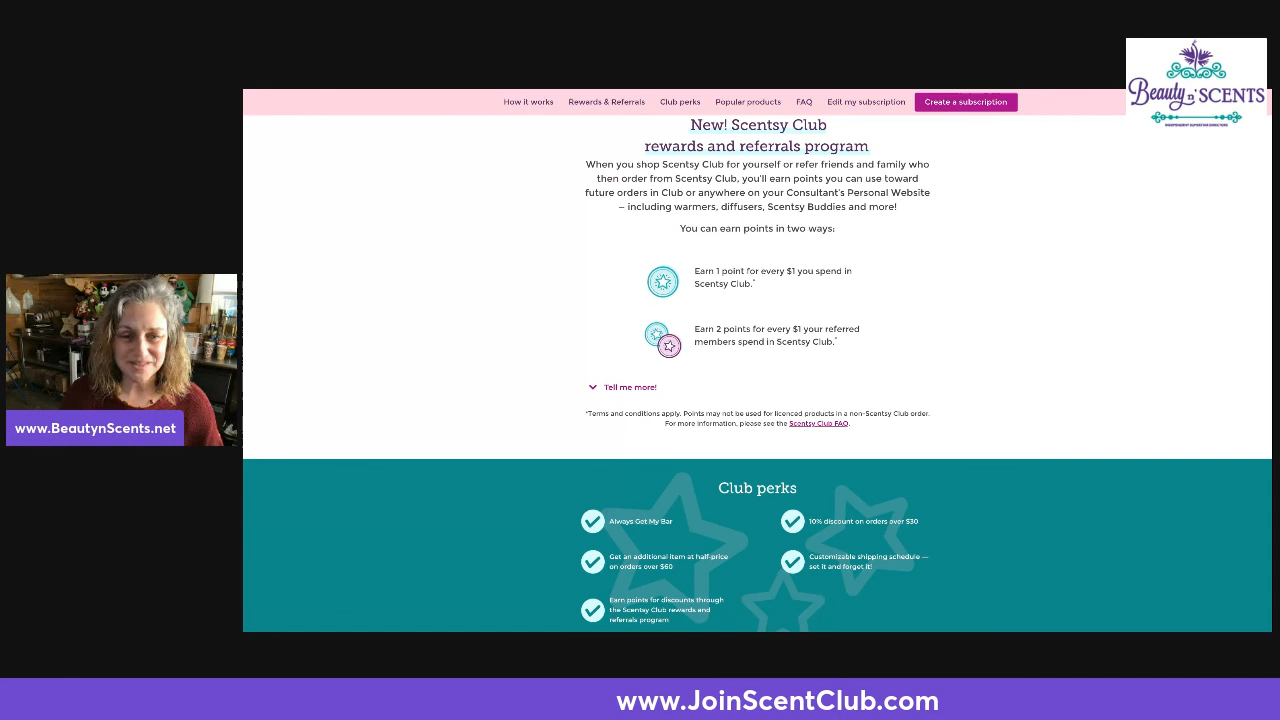 How it works Rewards & Referrals Club perks Popular products FAQ Edit my subscription Create a subscription
Beauty n' SCENTS
INDEPENDENT SUPERSTAR DIRECTORS
New! Scentsy Club
rewards and referrals program
When you shop Scentsy Club for yourself or refer friends and family who
then order from Scentsy Club, you'll earn points you can use toward
future orders in Club or anywhere on your Consultant's Personal Website
— including warmers, diffusers, Scentsy Buddies and more!
You can earn points in two ways:
Earn 1 point for every $1 you spend in
Scentsy Club.*
Earn 2 points for every $1 your referred
members spend in Scentsy Club.*
Tell me more!
*Terms and conditions apply. Points may not be used for licenced products in a non-Scentsy Club order.
For more information, please see the Scentsy Club FAQ.
www.BeautynScents.net
Club perks
Always Get My Bar
10% discount on orders over $30
Get an additional item at half-price
on orders over $60
Customizable shipping schedule —
set it and forget it!
Earn points for discounts through
the Scentsy Club rewards and
referrals program
www.JoinScentClub.com